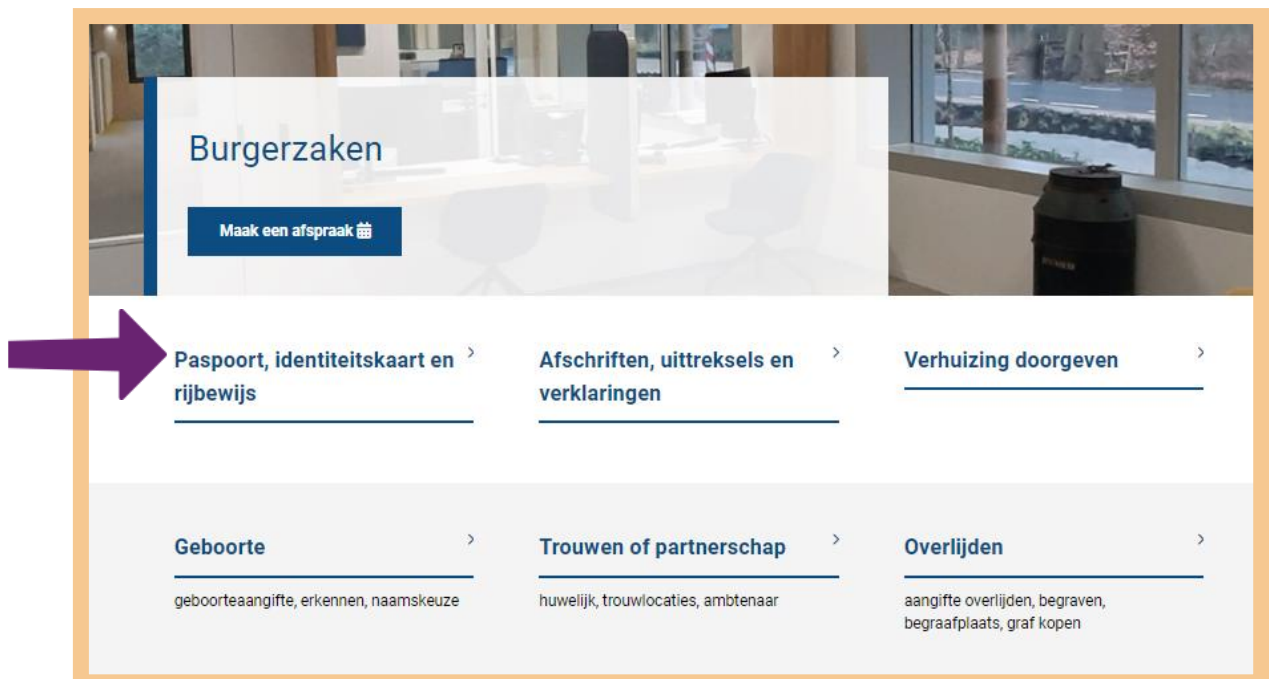 Burgerzaken
Maak een afspraak
Paspoort, identiteitskaart en
rijbewijs
Afschriften, uittreksels en
verklaringen
Verhuizing doorgeven
Geboorte
geboorteaangifte, erkennen, naamskeuze
Trouwen of partnerschap
huwelijk, trouwlocaties, ambtenaar
Overlijden
aangifte overlijden, begraven,
begraafplaats, graf kopen